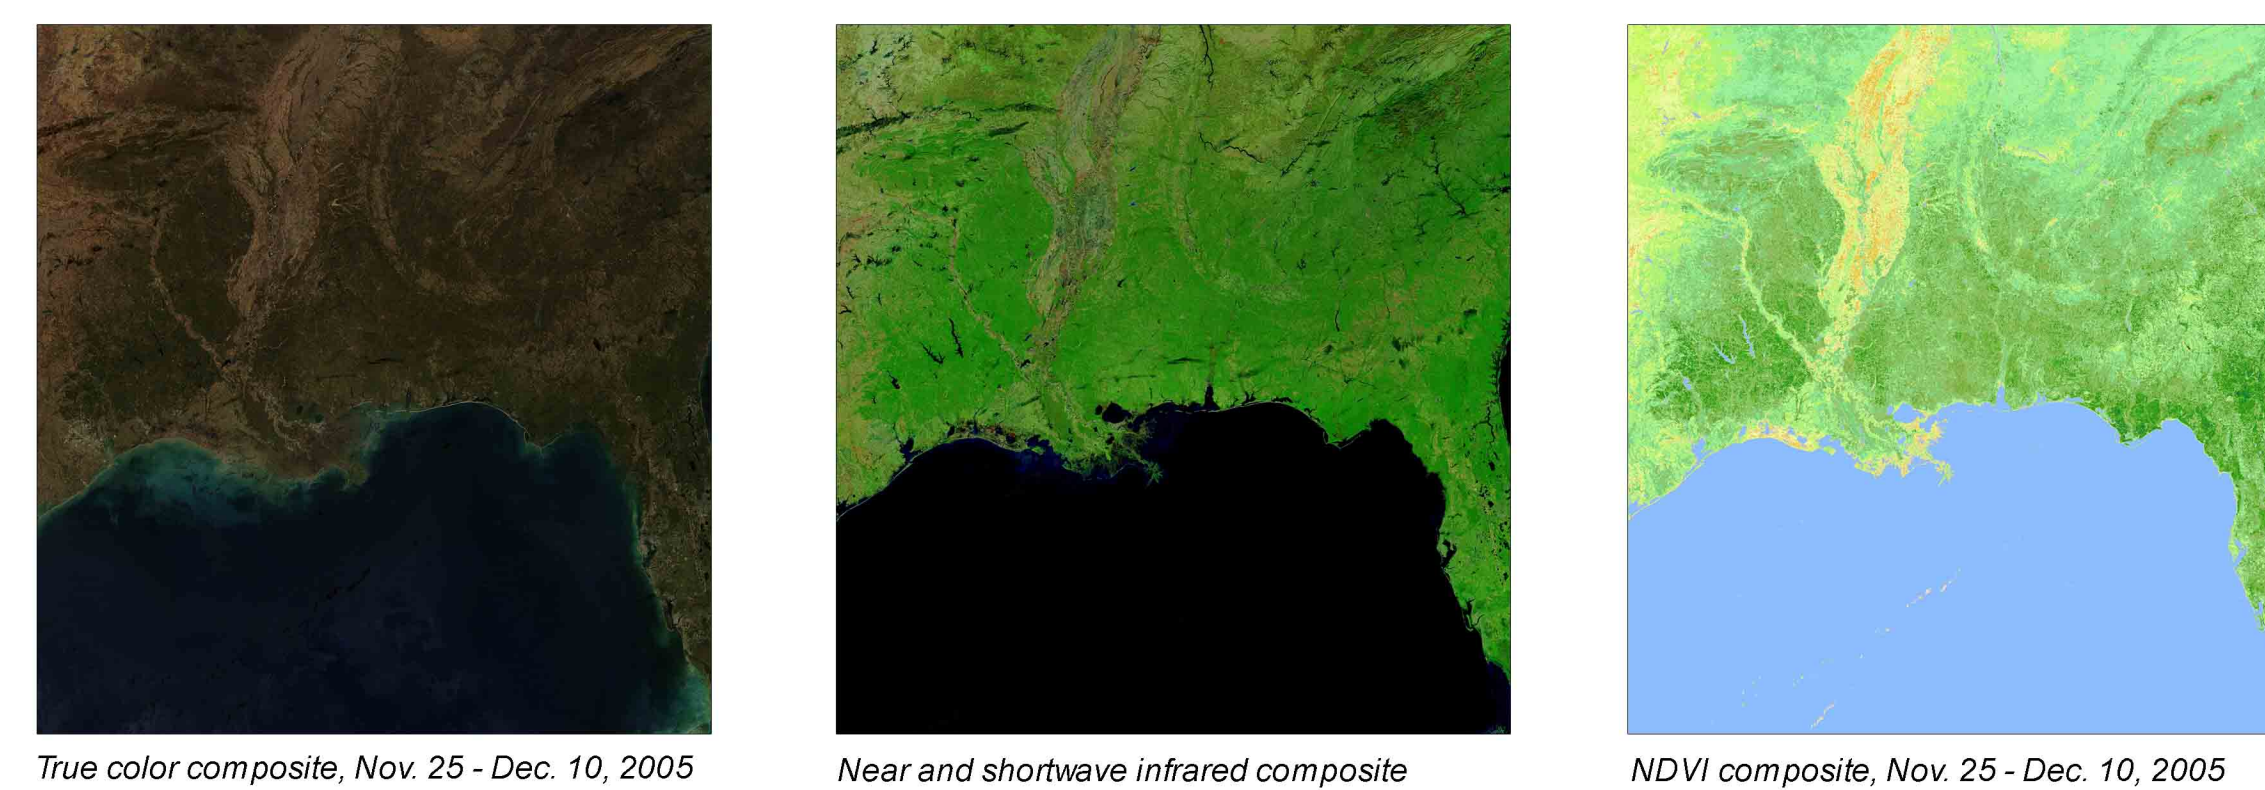 True color composite, Nov. 25 - Dec. 10, 2005
Near and shortwave infrared composite
NDVI composite, Nov. 25 - Dec. 10, 2005